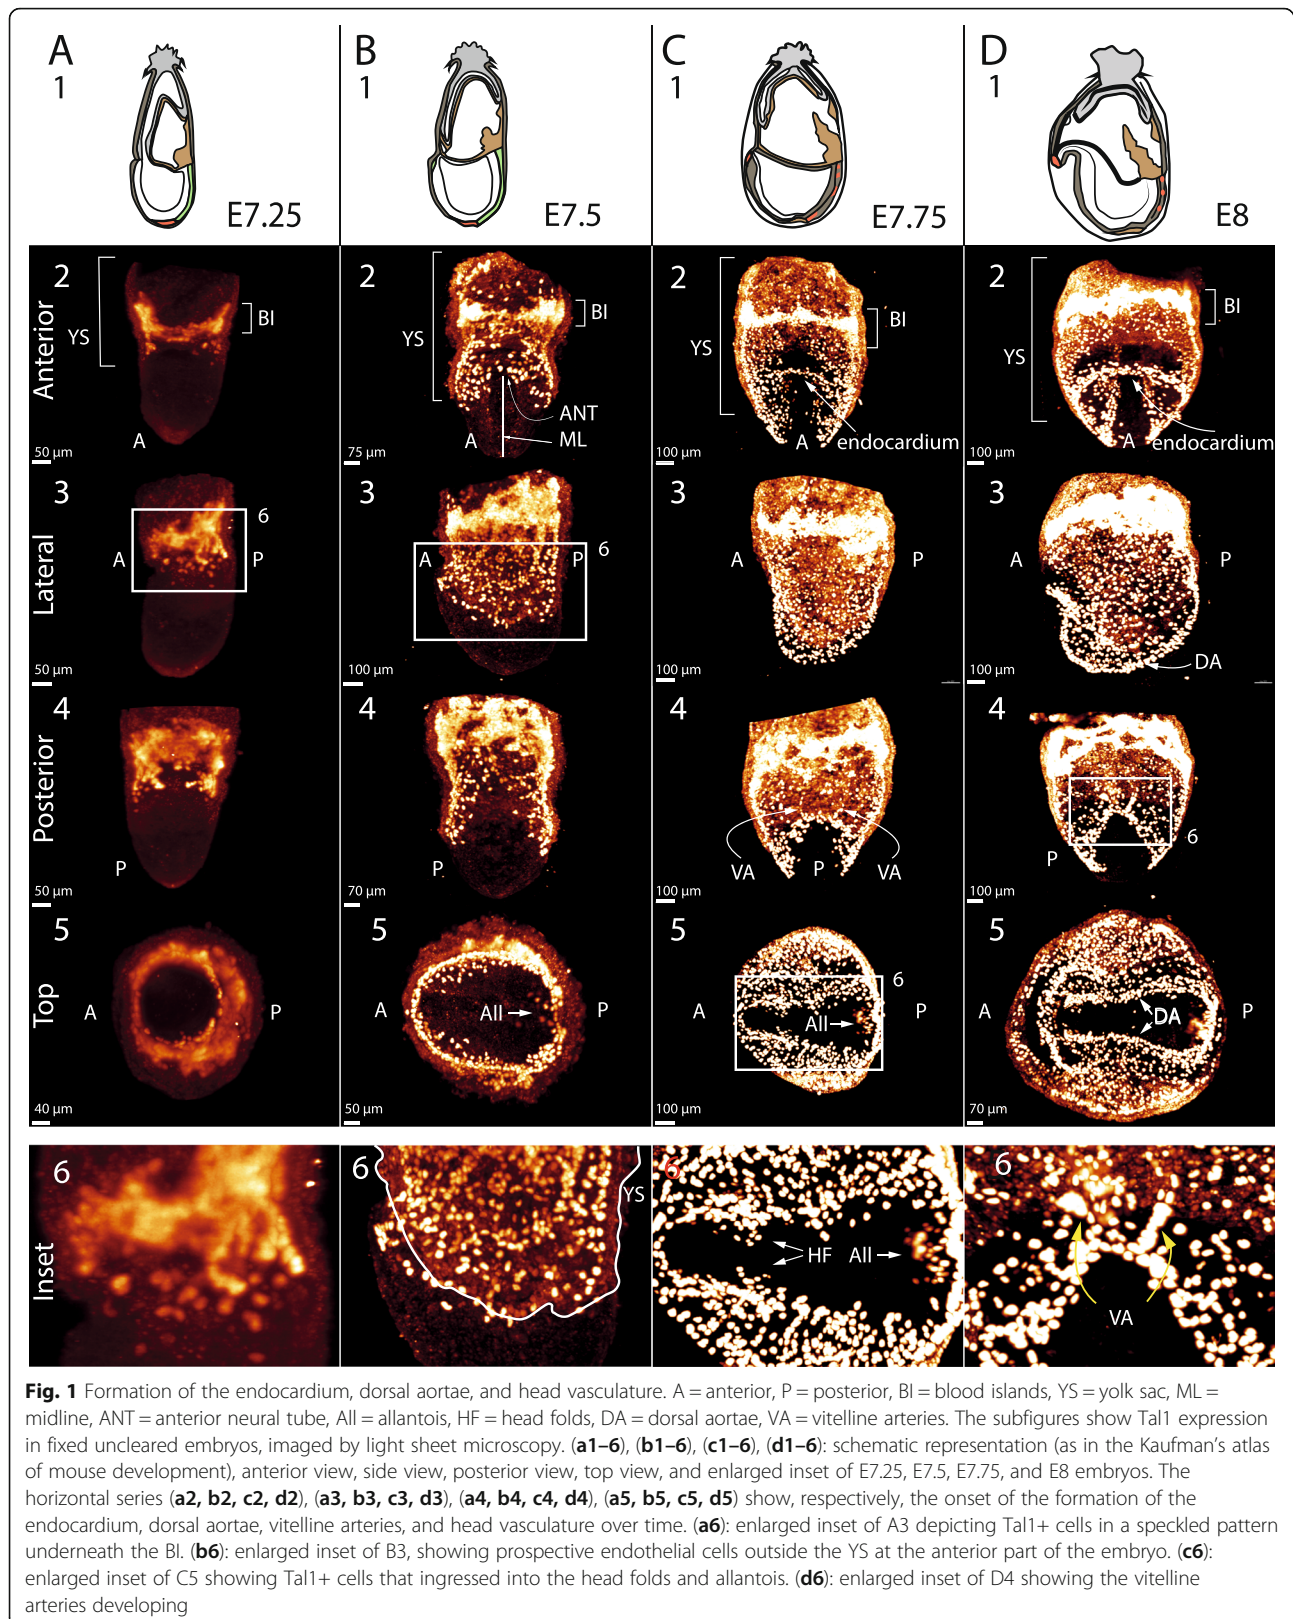 A
1
E7.25
B
1
E7.5
C
1
E7.75
D
1
E8
Anterior
2
YS
BI
A
50 µm
2
YS
BI
ANT
ML
A
75 µm
2
YS
BI
A
endocardium
100 µm
2
YS
BI
A
endocardium
100 µm
Lateral
3
6
A
P
50 µm
3
A
P
6
100 µm
3
A
P
100 µm
3
A
P
DA
100 µm
Posterior
4
P
50 µm
4
P
70 µm
4
VA
P
VA
100 µm
4
6
P
100 µm
Top
5
A
P
40 µm
5
A
All
P
50 µm
5
6
A
All
P
100 µm
5
A
DA
P
70 µm
Inset
6
6
YS
6
HF
All
6
VA
Fig. 1 Formation of the endocardium, dorsal aortae, and head vasculature. A = anterior, P = posterior, BI = blood islands, YS = yolk sac, ML =
midline, ANT = anterior neural tube, All = allantois, HF = head folds, DA = dorsal aortae, VA = vitelline arteries. The subfigures show Tal1 expression
in fixed uncleared embryos, imaged by light sheet microscopy. (a1–6), (b1–6), (c1–6), (d1–6): schematic representation (as in the Kaufman's atlas
of mouse development), anterior view, side view, posterior view, top view, and enlarged inset of E7.25, E7.5, E7.75, and E8 embryos. The
horizontal series (a2, b2, c2, d2), (a3, b3, c3, d3), (a4, b4, c4, d4), (a5, b5, c5, d5) show, respectively, the onset of the formation of the
endocardium, dorsal aortae, vitelline arteries, and head vasculature over time. (a6): enlarged inset of A3 depicting Tal1+ cells in a speckled pattern
underneath the BI. (b6): enlarged inset of B3, showing prospective endothelial cells outside the YS at the anterior part of the embryo. (c6):
enlarged inset of C5 showing Tal1+ cells that ingressed into the head folds and allantois. (d6): enlarged inset of D4 showing the vitelline
arteries developing